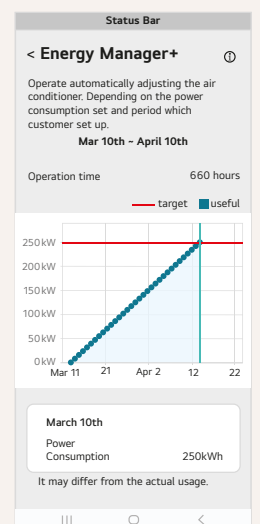 Status Bar
< Energy Manager+
Operate automatically adjusting the air
conditioner. Depending on the power
consumption set and period which
customer set up.
Mar 10th ~ April 10th
Operation time 660 hours
target useful
250kW
200kW
150kW
100kW
50kW
0kW
Mar 11 21 Apr 2 12 22
March 10th
Power
Consumption 250kWh
It may differ from the actual usage.